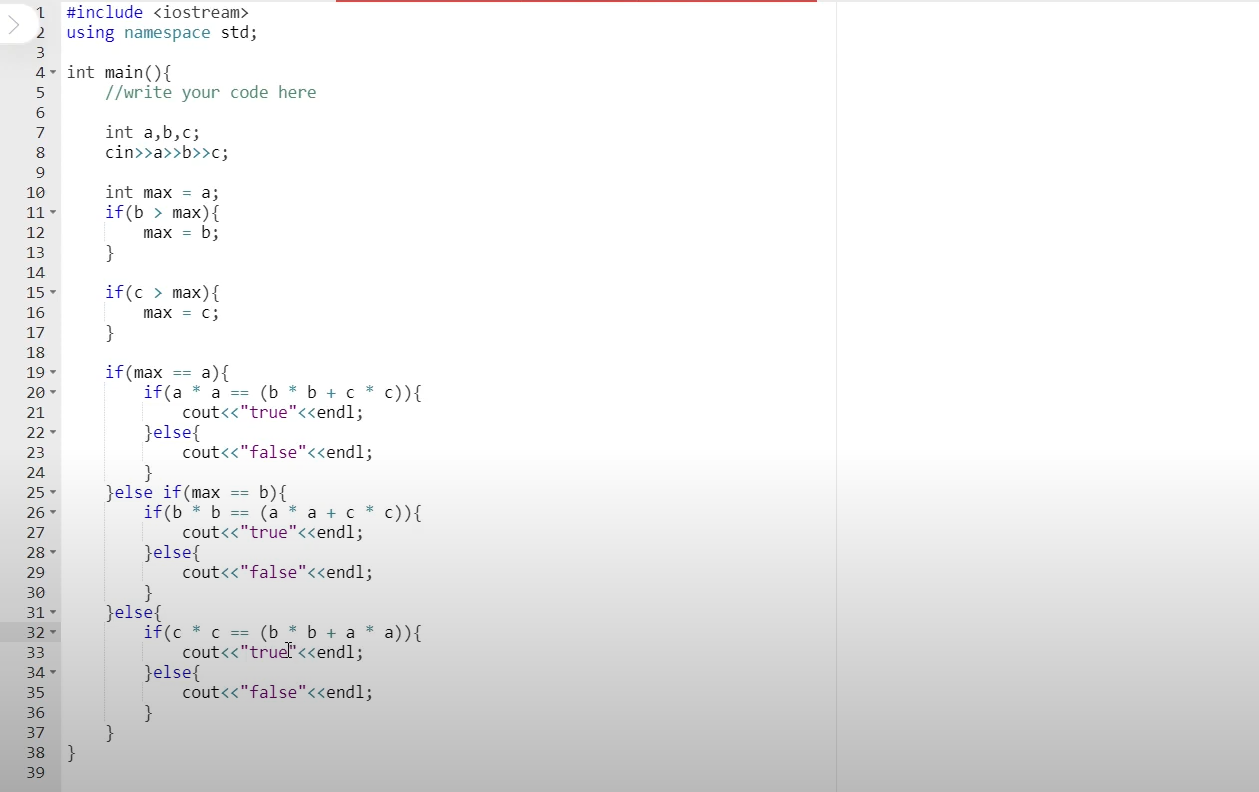 1 #include <iostream>
2 using namespace std;
3
4 int main(){
5     //write your code here
6
7     int a,b,c;
8     cin>>a>>b>>c;
9
10     int max = a;
11     if(b > max){
12         max = b;
13     }
14
15     if(c > max){
16         max = c;
17     }
18
19     if(max == a){
20         if(a * a == (b * b + c * c)){
21             cout<<"true"<<endl;
22         }else{
23             cout<<"false"<<endl;
24         }
25     }else if(max == b){
26         if(b * b == (a * a + c * c)){
27             cout<<"true"<<endl;
28         }else{
29             cout<<"false"<<endl;
30         }
31     }else{
32         if(c * c == (b * b + a * a)){
33             cout<<"true"<<endl;
34         }else{
35             cout<<"false"<<endl;
36         }
37     }
38 }
39